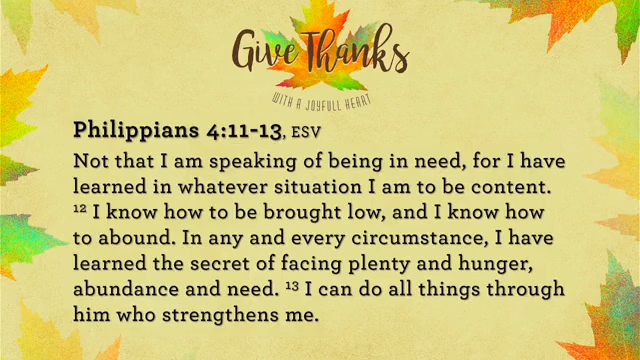 Give Thanks
WITH A JOYFULL HEART
Philippians 4:11-13, ESV
Not that I am speaking of being in need, for I have
learned in whatever situation I am to be content.
¹² I know how to be brought low, and I know how
to abound. In any and every circumstance, I have
learned the secret of facing plenty and hunger,
abundance and need. ¹³ I can do all things through
him who strengthens me.